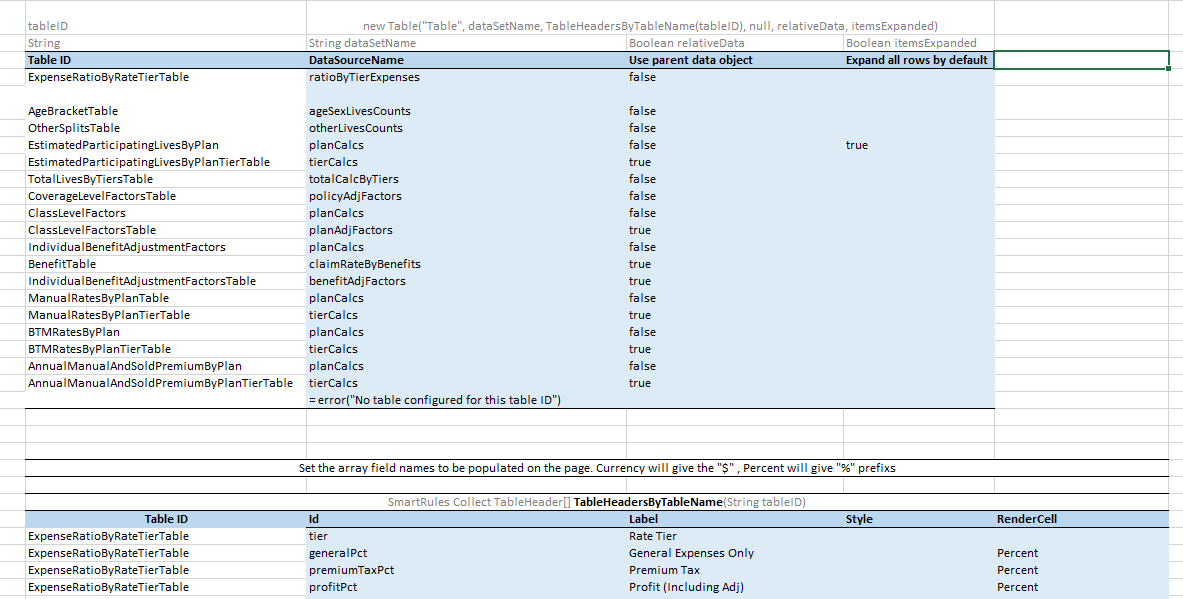 tableID new Table("Table", dataSetName, TableHeadersByTableName(tableID), null, relativeData, itemsExpanded)
String String dataSetName Boolean relativeData Boolean itemsExpanded
Table ID DataSourceName Use parent data object Expand all rows by default
ExpenseRatioByRateTierTable ratioByTierExpenses false
AgeBracketTable ageSexLivesCounts false
OtherSplitsTable otherLivesCounts false
EstimatedParticipatingLivesByPlan planCalcs false true
EstimatedParticipatingLivesByPlanTierTable tierCalcs true
TotalLivesByTiersTable totalCalcByTiers false
CoverageLevelFactorsTable policyAdjFactors false
ClassLevelFactors planCalcs false
ClassLevelFactorsTable planAdjFactors true
IndividualBenefitAdjustmentFactors planCalcs false
BenefitTable claimRateByBenefits true
IndividualBenefitAdjustmentFactorsTable benefitAdjFactors true
ManualRatesByPlanTable planCalcs false
ManualRatesByPlanTierTable tierCalcs true
BTMRatesByPlan planCalcs false
BTMRatesByPlanTierTable tierCalcs true
AnnualManualAndSoldPremiumByPlan planCalcs false
AnnualManualAndSoldPremiumByPlanTierTable tierCalcs true
=error("No table configured for this table ID")
Set the array field names to be populated on the page. Currency will give the "$" , Percent will give "%" prefixs
SmartRules Collect TableHeader[] TableHeadersByTableName(String tableID)
Table ID Id Label Style RenderCell
ExpenseRatioByRateTierTable tier Rate Tier
ExpenseRatioByRateTierTable generalPct General Expenses Only Percent
ExpenseRatioByRateTierTable premiumTaxPct Premium Tax Percent
ExpenseRatioByRateTierTable profitPct Profit (Including Adj) Percent